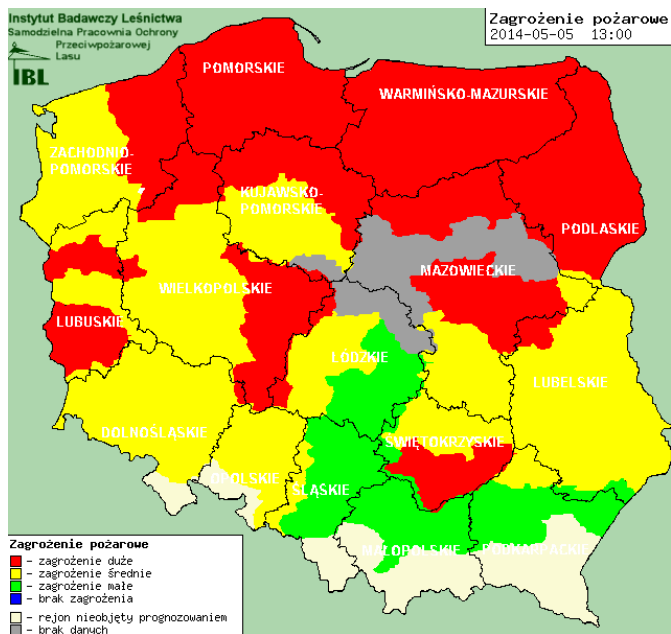 Instytut Badawczy Leśnictwa
Samodzielna Pracownia Ochrony
Przeciwpożarowej
Lasu
IBL
Zagrożenie pożarowe
2014-05-05 13:00
POMORSKIE
WARMIŃSKO-MAZURSKIE
ZACHODNIO-
POMORSKIE
KUJAWSKO-
POMORSKIE
PODLASKIE
MAZOWIECKIE
WIELKOPOLSKIE
LUBUSKIE
ŁÓDZKIE
LUBELSKIE
DOLNOŚLĄSKIE
ŚWIĘTOKRZYSKIE
OPOLSKIE
ŚLĄSKIE
MAŁOPOLSKIE
PODKARPACKIE
Zagrożenie pożarowe
- zagrożenie duże
- zagrożenie średnie
- zagrożenie małe
- brak zagrożenia
- rejon nieobjęty prognozowaniem
- brak danych